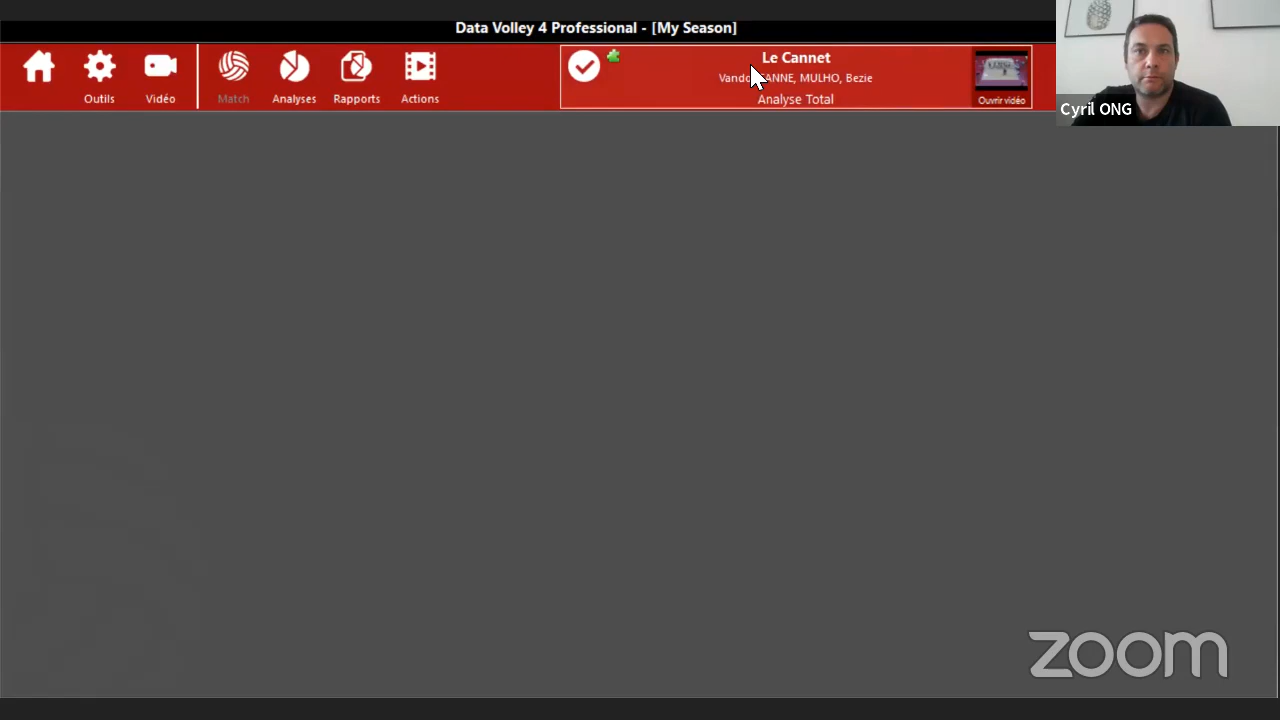 Data Volley 4 Professional - [My Season]
Outils
Vidéo
Match
Analyses
Rapports
Actions
Le Cannet
MULHO, Bezie
Analyse Total
Ouvrir vidéo
Cyril ONG
zoom